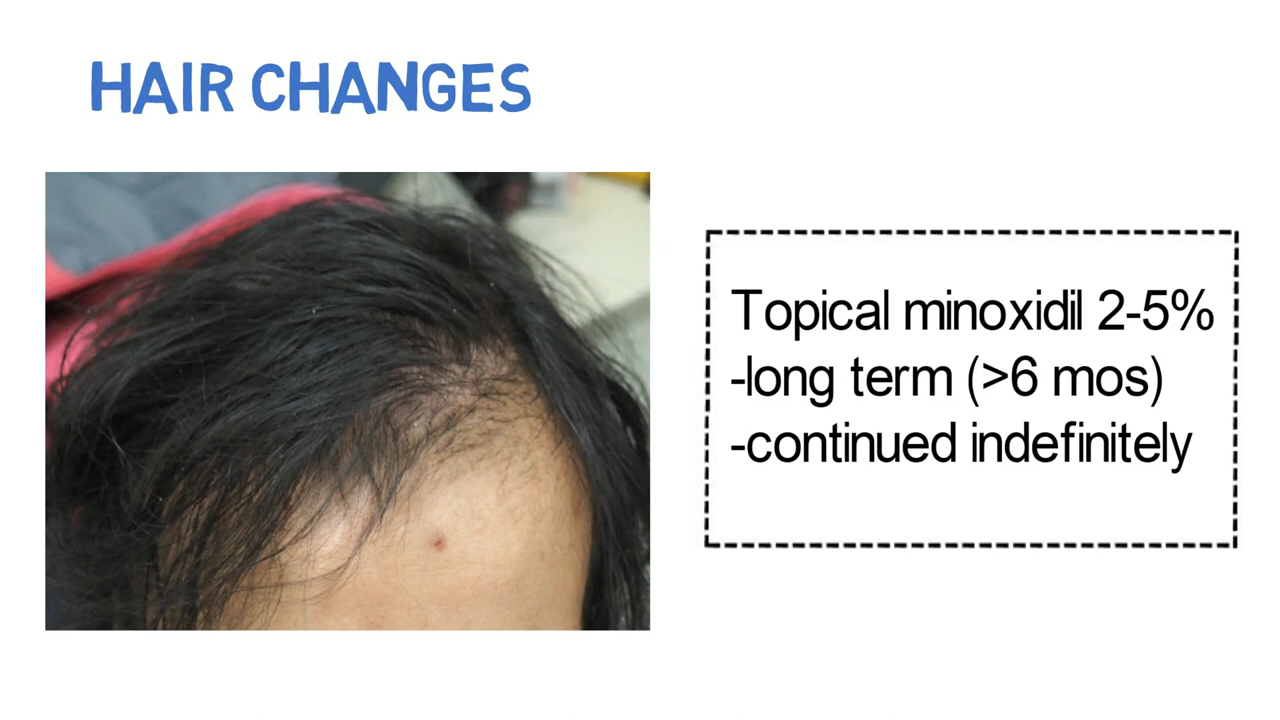 HAIR CHANGES
Topical minoxidil 2-5%
-long term (>6 mos)
-continued indefinitely